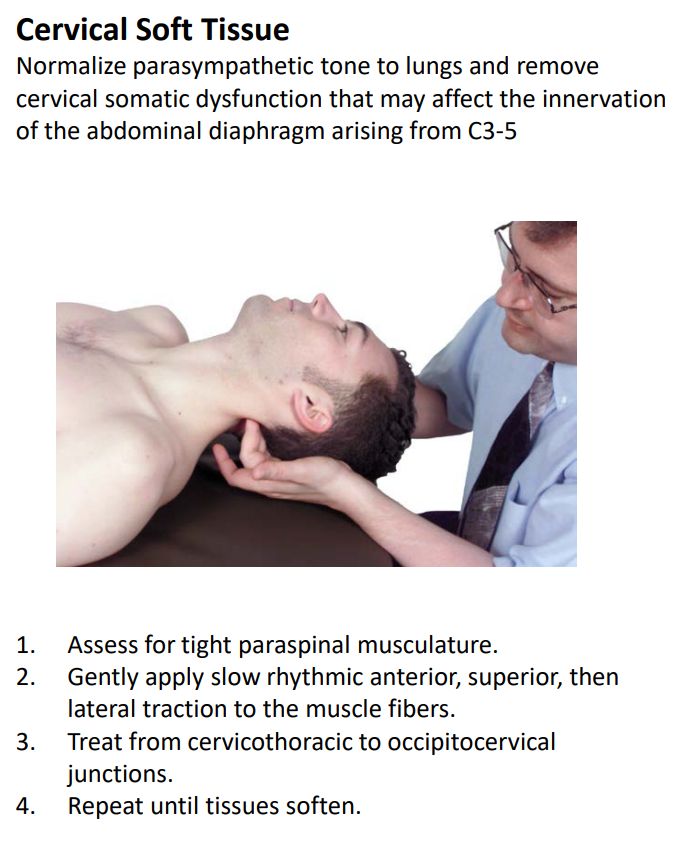 Cervical Soft Tissue
Normalize parasympathetic tone to lungs and remove
cervical somatic dysfunction that may affect the innervation
of the abdominal diaphragm arising from C3-5
1. Assess for tight paraspinal musculature.
2. Gently apply slow rhythmic anterior, superior, then
lateral traction to the muscle fibers.
3. Treat from cervicothoracic to occipitocervical
junctions.
4. Repeat until tissues soften.